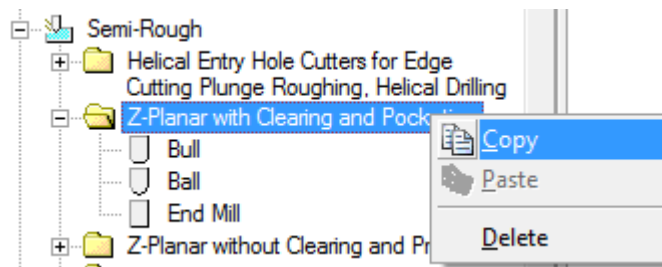 Semi-Rough
Helical Entry Hole Cutters for Edge
Cutting Plunge Roughing, Helical Drilling
Z-Planar with Clearing and
Copy
Bull
Paste
Ball
End Mill
Delete
Z-Planar without Clearing and